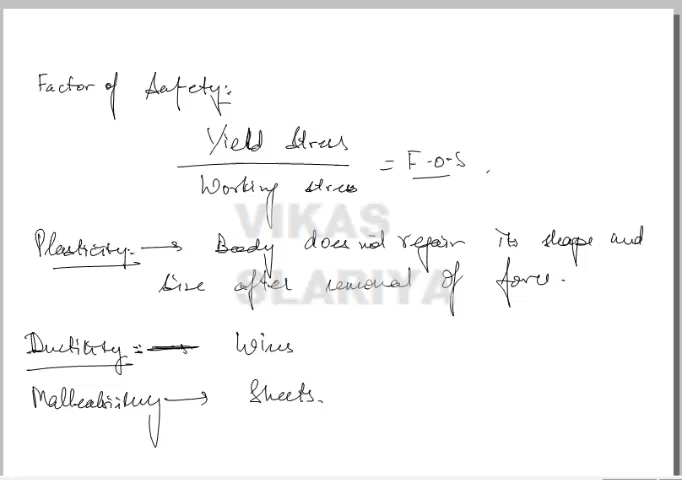 Factor of Safety:
Yield Stress
Working stress
= F.O.S.
VIKAS
Plasticity: → Body does not regain its shape and
Size after removal of force.
SLARIYA
Ductility: → Wires
Malleability → Sheets.